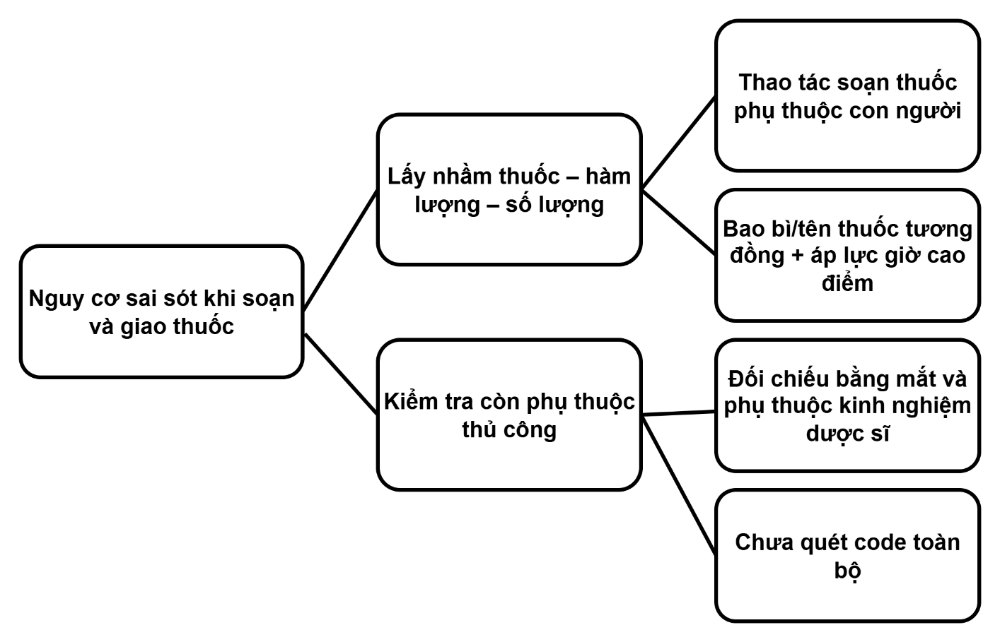 Nguy cơ sai sót khi soạn
và giao thuốc
Lấy nhầm thuốc – hàm
lượng – số lượng
Thao tác soạn thuốc
phụ thuộc con người
Bao bì/tên thuốc tương
đồng + áp lực giờ cao
điểm
Kiểm tra còn phụ thuộc
thủ công
Đối chiếu bằng mắt và
phụ thuộc kinh nghiệm
dược sĩ
Chưa quét code toàn
bộ